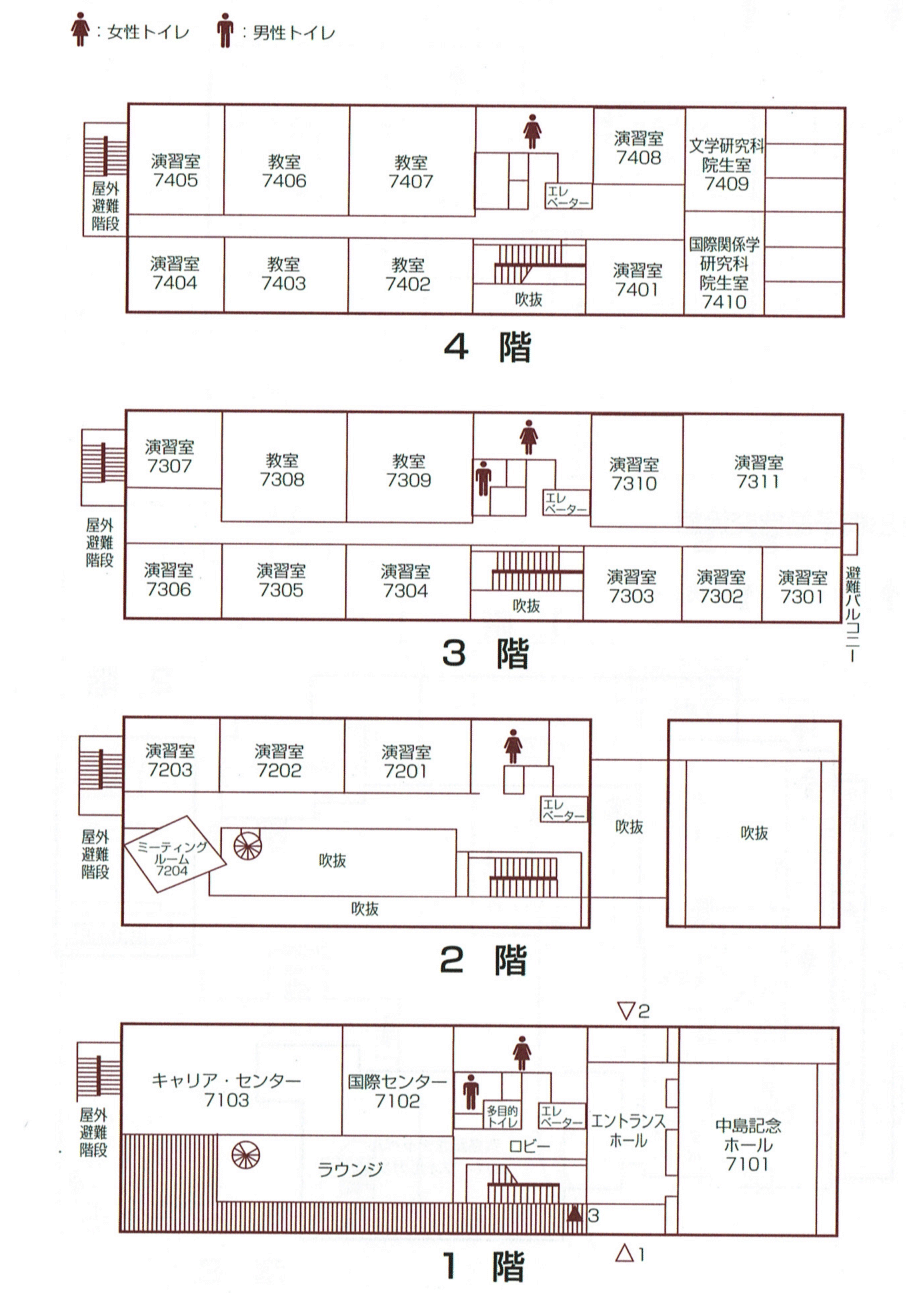 ：女性トイレ ：男性トイレ
演習室
7405
教室
7406
教室
7407
エレ
ベーター
演習室
7408
文学研究科
院生室
7409
屋外
避難
階段
演習室
7404
教室
7403
教室
7402
吹抜
演習室
7401
国際関係学
研究科
院生室
7410
4 階
演習室
7307
教室
7308
教室
7309
エレ
ベーター
演習室
7310
演習室
7311
屋外
避難
階段
演習室
7306
演習室
7305
演習室
7304
吹抜
演習室
7303
演習室
7302
演習室
7301
避難バルコニー
3 階
演習室
7203
演習室
7202
演習室
7201
エレ
ベーター
吹抜
吹抜
屋外
避難
階段
ミーティング
ルーム
7204
吹抜
吹抜
2 階
2
キャリア・センター
7103
国際センター
7102
多目的
トイレ
エレ
ベーター
ロビー
エントランス
ホール
中島記念
ホール
7101
屋外
避難
階段
ラウンジ
3
1
1 階